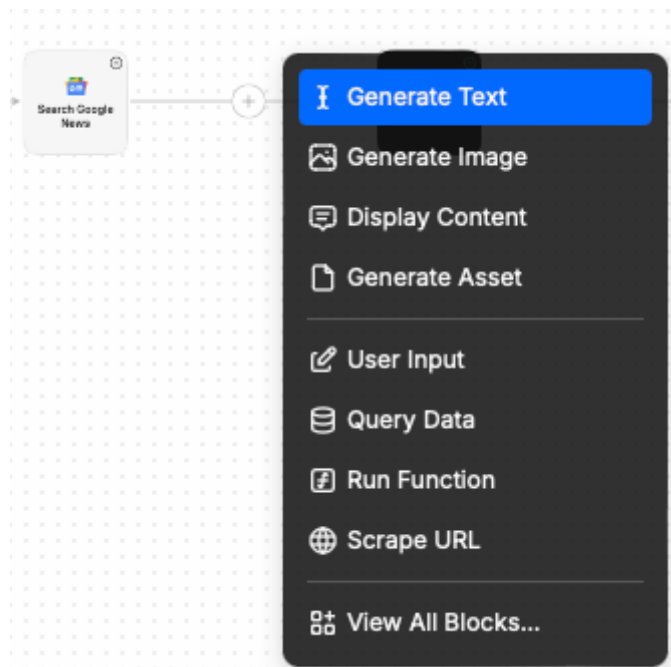 Search Google
News
Generate Text
Generate Image
Display Content
Generate Asset
User Input
Query Data
Run Function
Scrape URL
View All Blocks...